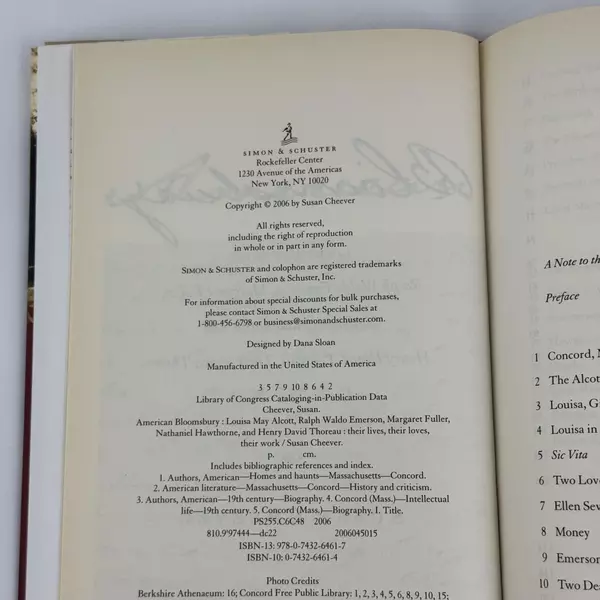 SIMON & SCHUSTER
Rockefeller Center
1230 Avenue of the Americas
New York, NY 10020
Copyright © 2006 by Susan Cheever
All rights reserved,
including the right of reproduction
in whole or in part in any form.
SIMON & SCHUSTER and colophon are registered trademarks
of Simon & Schuster, Inc.
For information about special discounts for bulk purchases,
please contact Simon & Schuster Special Sales at
1-800-456-6798 or business@simonandschuster.com.
Designed by Dana Sloan
Manufactured in the United States of America
3 5 7 9 10 8 6 4 2
Library of Congress Cataloging-in-Publication Data
Cheever, Susan.
American Bloomsbury : Louisa May Alcott, Ralph Waldo Emerson, Margaret Fuller,
Nathaniel Hawthorne, and Henry David Thoreau : their lives, their loves,
their work / Susan Cheever.
p. cm.
Includes bibliographic references and index.
1. Authors, American—Homes and haunts—Massachusetts—Concord.
2. American literature—Massachusetts—Concord—History and criticism.
3. Authors, American—19th century—Biography. 4. Concord (Mass.)—Intellectual
life—19th century. 5. Concord (Mass.)—Biography. I. Title.
PS255.C6C48 2006
810.9'97444—dc22 2006045015
ISBN-13: 978-0-7432-6461-7
ISBN-10: 0-7432-6461-4
Photo Credits
Berkshire Athenaeum: 16; Concord Free Public Library: 1, 2, 3, 4, 5, 6, 8, 9, 10, 15;
A Note to th
Preface
1 Concord, M
2 The Alcot
3 Louisa, G
4 Louisa in
5 Sic Vita
6 Two Love
7 Ellen Sew
8 Money
9 Emerson
10 Two Dea